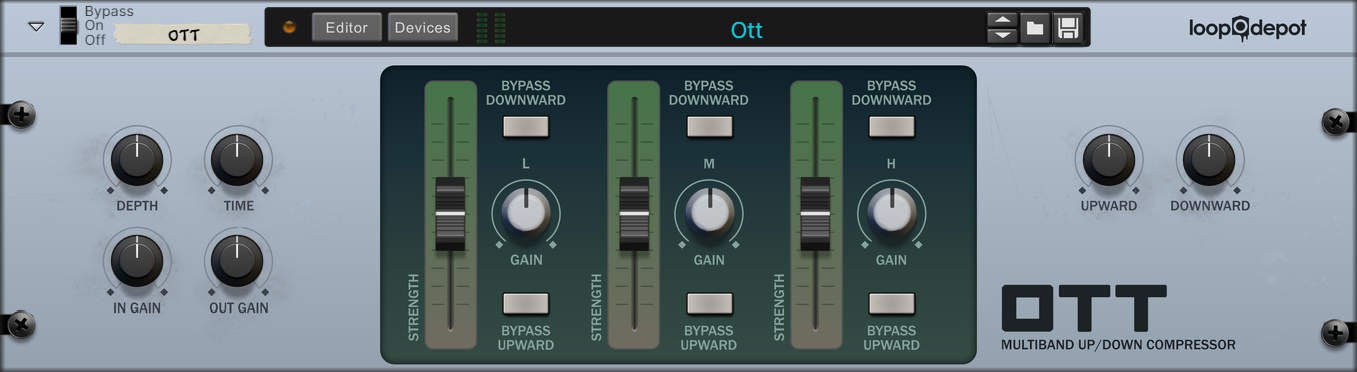 Bypass
On
Off
OTT
Editor
Devices
Ott
loopdepot
DEPTH
TIME
IN GAIN
OUT GAIN
BYPASS
DOWNWARD
L
GAIN
STRENGTH
BYPASS
UPWARD
BYPASS
DOWNWARD
M
GAIN
STRENGTH
BYPASS
UPWARD
BYPASS
DOWNWARD
H
GAIN
STRENGTH
BYPASS
UPWARD
UPWARD
DOWNWARD
OTT
MULTIBAND UP/DOWN COMPRESSOR